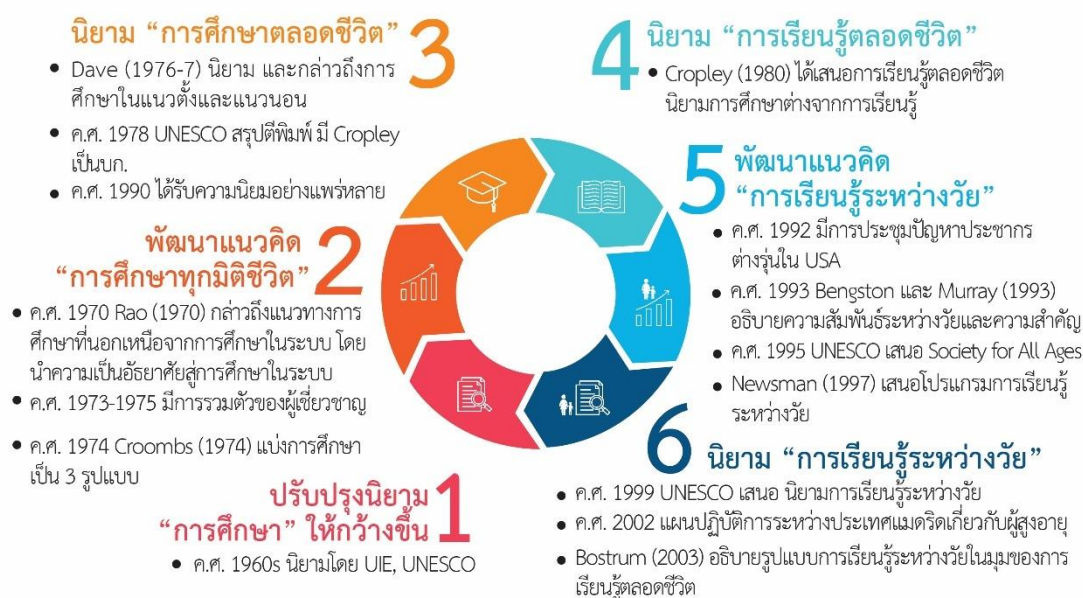 3
นิยาม “การศึกษาตลอดชีวิต”
• Dave (1976-7) นิยาม และกล่าวถึงการ
ศึกษาในแนวตั้งและแนวนอน
• ค.ศ. 1978 UNESCO สรุปตีพิมพ์ มี Cropley
เป็นบก.
• ค.ศ. 1990 ได้รับความนิยมอย่างแพร่หลาย
4
นิยาม “การเรียนรู้ตลอดชีวิต”
• Cropley (1980) ได้เสนอการเรียนรู้ตลอดชีวิต
นิยามการศึกษาต่างจากการเรียนรู้
2
พัฒนาแนวคิด
“การศึกษาทุกมิติชีวิต”
• ค.ศ. 1970 Rao (1970) กล่าวถึงแนวทางการ
ศึกษาที่นอกเหนือจากการศึกษาในระบบ โดย
นำความเป็นอัธยาศัยสู่การศึกษาในระบบ
• ค.ศ. 1973-1975 มีการรวมตัวของผู้เชี่ยวชาญ
• ค.ศ. 1974 Croombs (1974) แบ่งการศึกษา
เป็น 3 รูปแบบ
5
พัฒนาแนวคิด
“การเรียนรู้ระหว่างวัย”
• ค.ศ. 1992 มีการประชุมปัญหาประชากร
ต่างรุ่นใน USA
• ค.ศ. 1993 Bengston และ Murray (1993)
อธิบายความสัมพันธ์ระหว่างวัยและความสำคัญ
• ค.ศ. 1995 UNESCO เสนอ Society for All Ages
• Newsman (1997) เสนอโปรแกรมการเรียนรู้
ระหว่างวัย
1
ปรับปรุงนิยาม
“การศึกษา” ให้กว้างขึ้น
• ค.ศ. 1960s นิยามโดย UIE, UNESCO
6
นิยาม “การเรียนรู้ระหว่างวัย”
• ค.ศ. 1999 UNESCO เสนอ นิยามการเรียนรู้ระหว่างวัย
• ค.ศ. 2002 แผนปฏิบัติการระหว่างประเทศแมดริดเกี่ยวกับผู้สูงอายุ
• Bostrum (2003) อธิบายรูปแบบการเรียนรู้ระหว่างวัยในมุมของการ
เรียนรู้ตลอดชีวิต